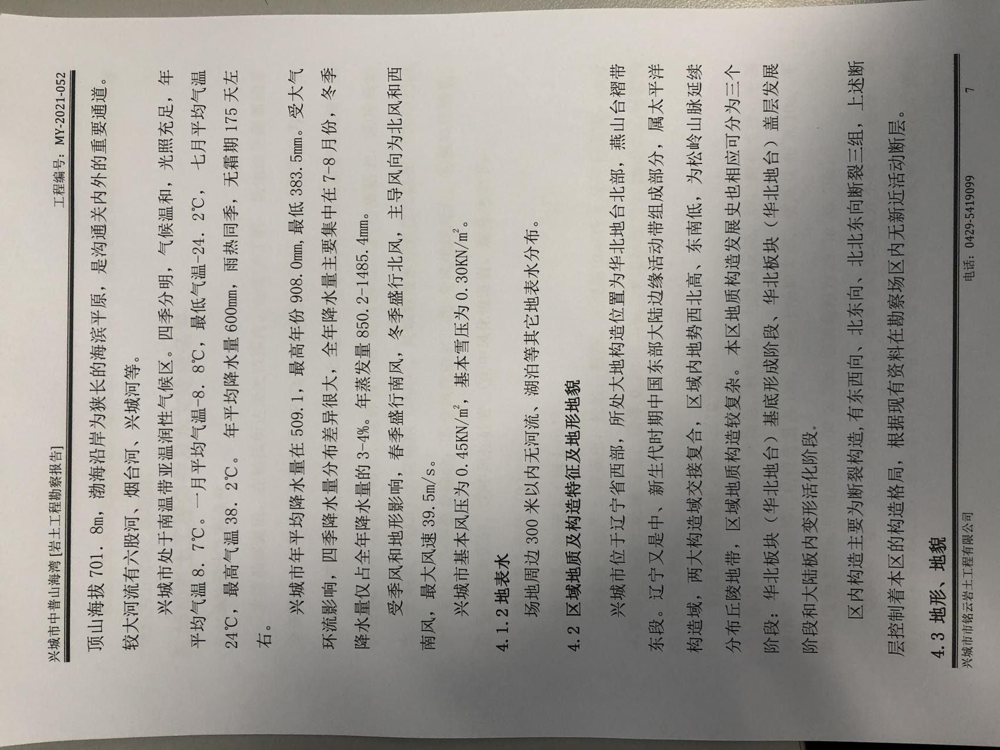 兴城市中普山海湾[岩土工程勘察报告] 工程编号：MY-2021-052
顶山海拔 701．8m，渤海沿岸为狭长的海滨平原，是沟通关内外的重要通道。
较大河流有六股河、烟台河、兴城河等。
兴城市处于南温带亚温润性气候区。四季分明，气候温和，光照充足，年
平均气温 8．7℃。一月平均气温-8．8℃，最低气温-24．2℃， 七月平均气温
24℃，最高气温 38．2℃。 年平均降水量 600mm，雨热同季，无霜期 175 天左
右。
兴城市年平均降水量在 509.1，最高年份 908.0mm,最低 383.5mm。受大气
环流影响，四季降水量分布差异很大，全年降水量主要集中在 7-8 月份，冬季
降水量仅占全年降水量的 3-4%。年蒸发量 850.2-1485.4mm。
受季风和地形影响，春季盛行南风，冬季盛行北风，主导风向为北风和西
南风，最大风速 39.5m/s。
兴城市基本风压为 0.45KN/㎡，基本雪压为 0.30KN/㎡。
4.1.2 地表水
场地周边 300 米以内无河流、湖泊等其它地表水分布。
4.2 区域地质及构造特征及地形地貌
兴城市位于辽宁省西部，所处大地构造位置为华北地台北部，燕山台褶带
东段。辽宁又是中、新生代时期中国东部大陆边缘活动带组成部分，属太平洋
构造域，两大构造域交接复合，区域内地势西北高、东南低，为松岭山脉延续
分布丘陵地带，区域地质构造较复杂。本区地质构造发展史也相应可分为三个
阶段：华北板块（华北地台）基底形成阶段、华北板块（华北地台）盖层发展
阶段和大陆板内变形活化阶段.
区内构造主要为断裂构造,有东西向、北东向、北北东向断裂三组，上述断
层控制着本区的构造格局，根据现有资料在勘察场区内无新近活动断层。
4.3 地形、地貌
兴城市市铭云岩土工程有限公司 电话：0429-5419099 7